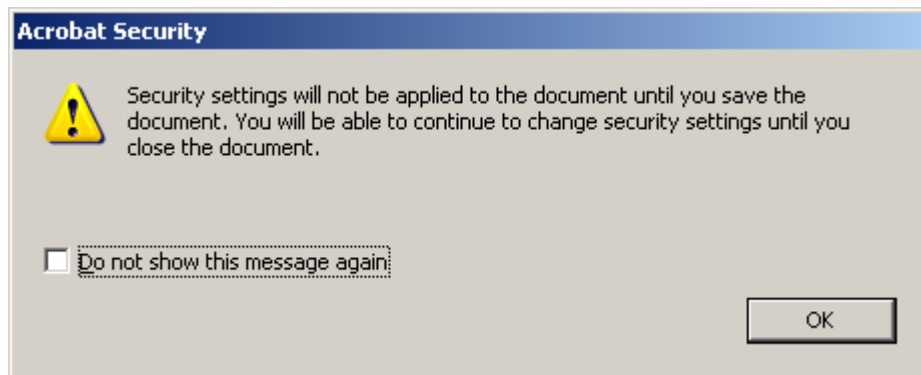 Acrobat Security
Security settings will not be applied to the document until you save the
document. You will be able to continue to change security settings until you
close the document.
Do not show this message again
OK